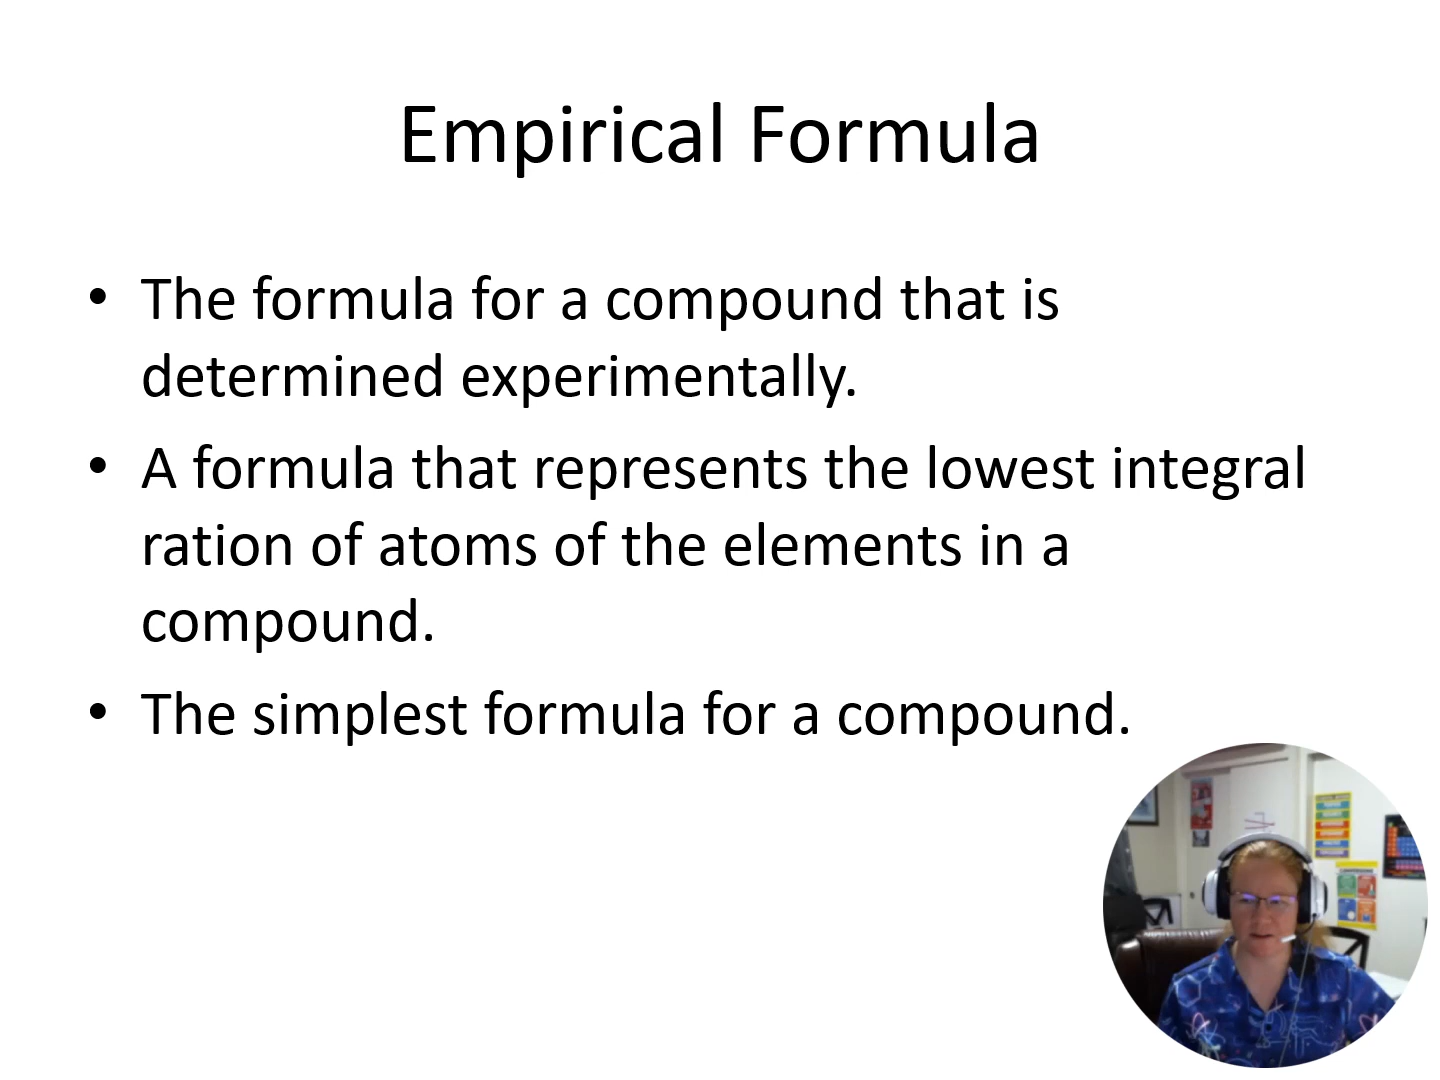 Empirical Formula
• The formula for a compound that is
determined experimentally.
• A formula that represents the lowest integral
ration of atoms of the elements in a
compound.
• The simplest formula for a compound.